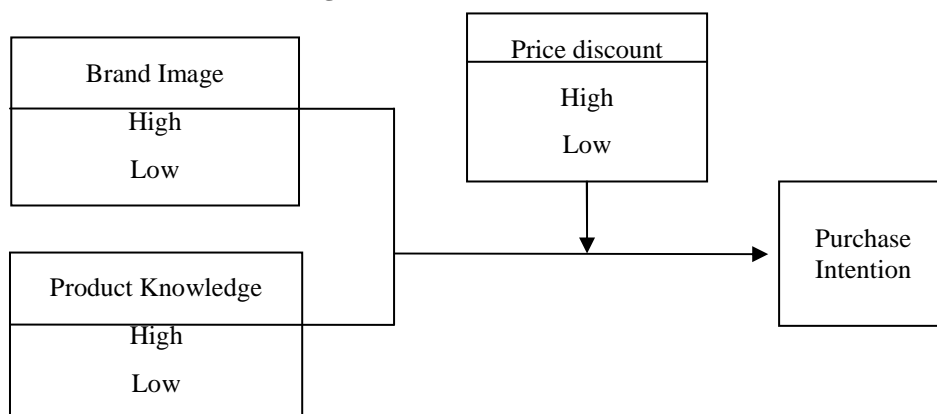 Brand Image
High
Low
Price discount
High
Low
Product Knowledge
High
Low
Purchase
Intention